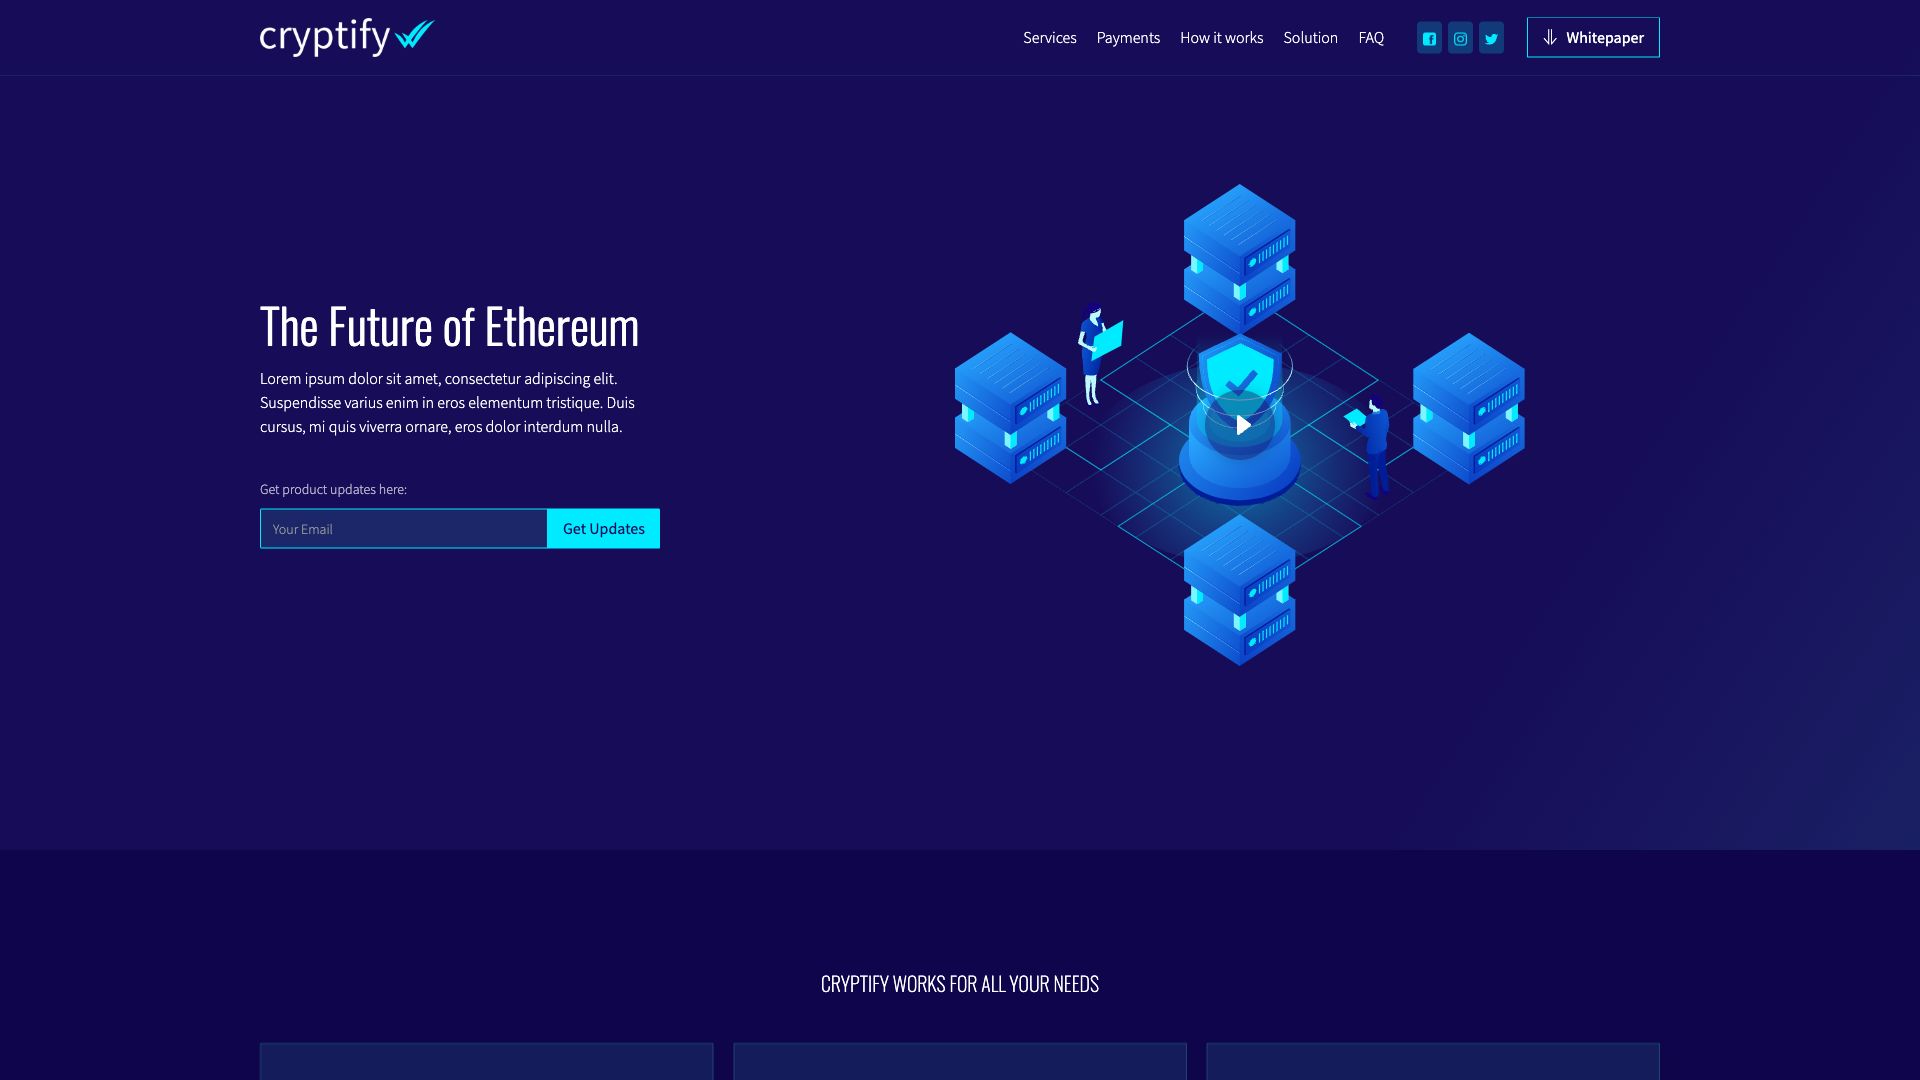 cryptify
Services
Payments
How it works
Solution
FAQ
Whitepaper
The Future of Ethereum
Lorem ipsum dolor sit amet, consectetur adipiscing elit.
Suspendisse varius enim in eros elementum tristique. Duis
cursus, mi quis viverra ornare, eros dolor interdum nulla.
Get product updates here:
Your Email
Get Updates
CRYPTIFY WORKS FOR ALL YOUR NEEDS